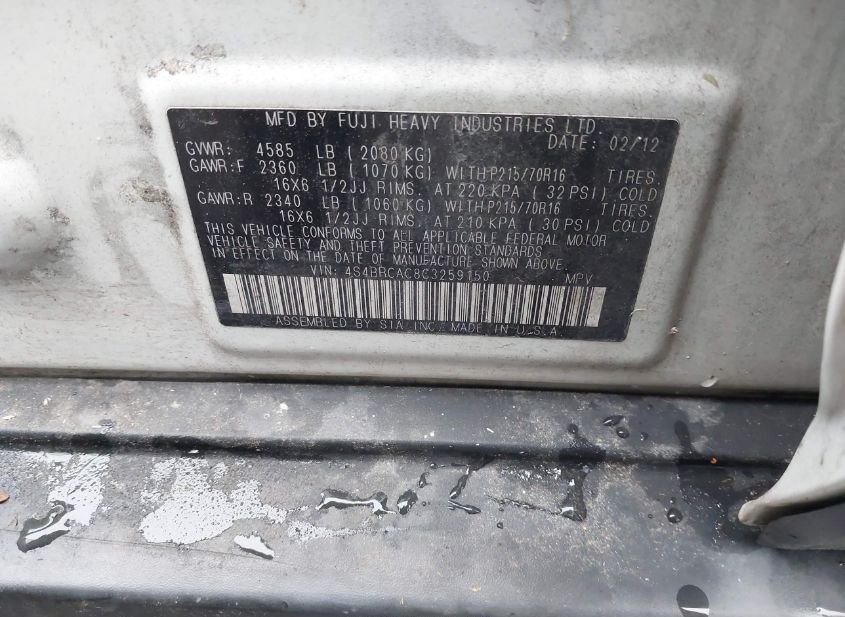 MFD BY FUJI HEAVY INDUSTRIES LTD.
DATE: 02/12
GVWR: 4585 LB ( 2080 KG)
GAWR:F 2360 LB ( 1070 KG) WITH P215/70R16 TIRES
16X6 1/2JJ RIMS, AT 220 KPA ( 32 PSI) COLD
GAWR:R 2340 LB ( 1060 KG) WITH P215/70R16 TIRES.
16X6 1/2JJ RIMS, AT 210 KPA ( 30 PSI) COLD
THIS VEHICLE CONFORMS TO ALL APPLICABLE FEDERAL MOTOR
VEHICLE SAFETY AND THEFT PREVENTION STANDARDS
IN EFFECT ON THE DATE OF MANUFACTURE SHOWN ABOVE.
VIN: 4S4BRCAC8C3259150 MPV
ASSEMBLED BY SIA, INC. MADE IN U.S.A.